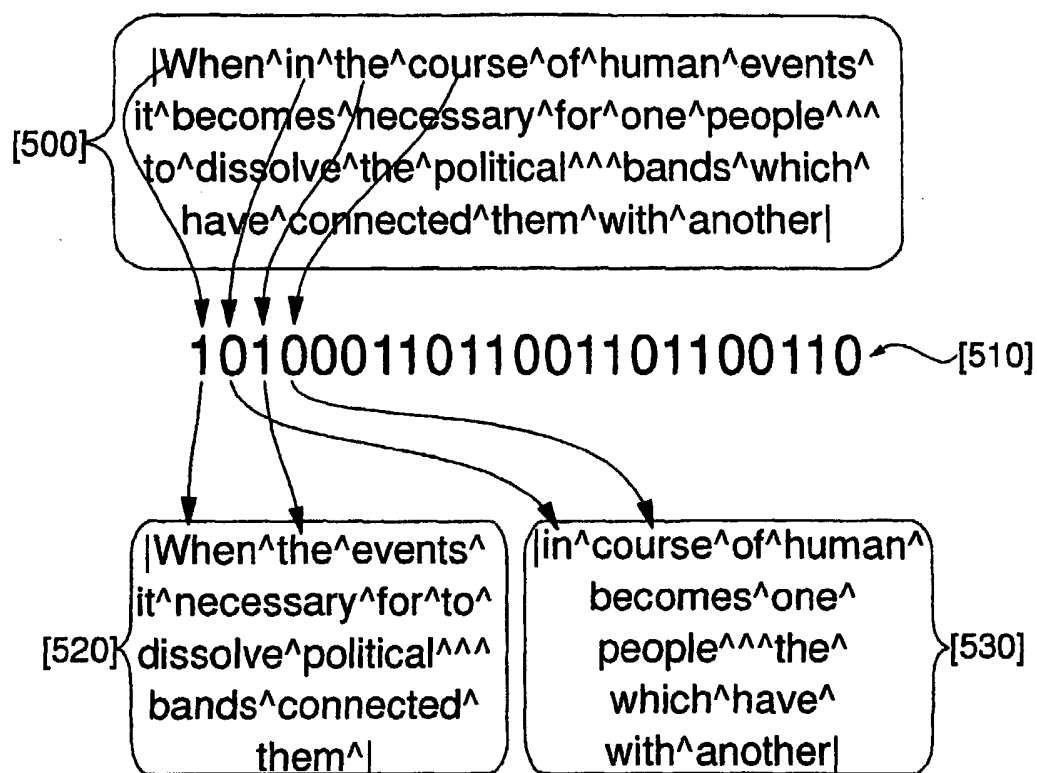 |When^in^the^course^of^human^events^
it^becomes^necessary^for^one^people^^^
[500]
to^dissolve^the^political^^^bands^which^
have^connected^them^with^another|
10100011011001101100110
[510]
|When^the^events^
it^necessary^for^to^
[520]
dissolve^political^^^
bands^connected^
them^|
|in^course^of^human^
becomes^one^
people^^^the^
[530]
which^have^
with^another|